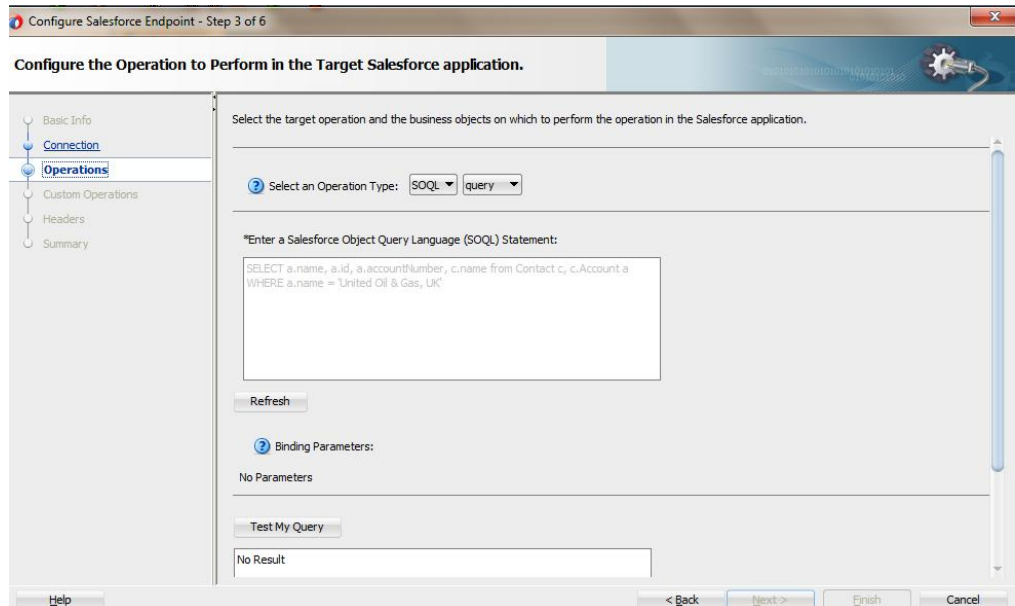 Configure Salesforce Endpoint - Step 3 of 6
Configure the Operation to Perform in the Target Salesforce application.
Basic Info
Connection
Operations
Custom Operations
Headers
Summary
Select the target operation and the business objects on which to perform the operation in the Salesforce application.
Select an Operation Type: SOQL query
*Enter a Salesforce Object Query Language (SOQL) Statement:
SELECT a.name, a.id, a.accountNumber, c.name from Contact c, c.Account a
WHERE a.name = 'United Oil & Gas, UK'
Refresh
Binding Parameters:
No Parameters
Test My Query
No Result
Help
< Back Next > Finish Cancel